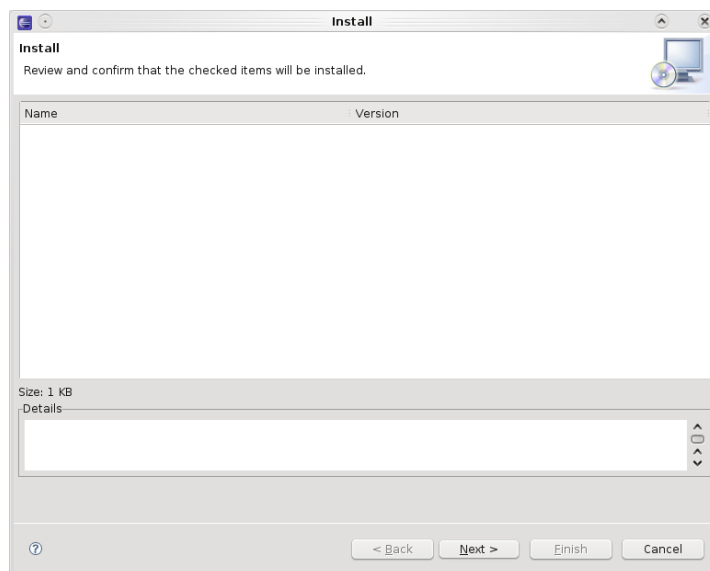 Install
Install
Review and confirm that the checked items will be installed.
Name Version
Size: 1 KB
Details
< Back Next > Finish Cancel